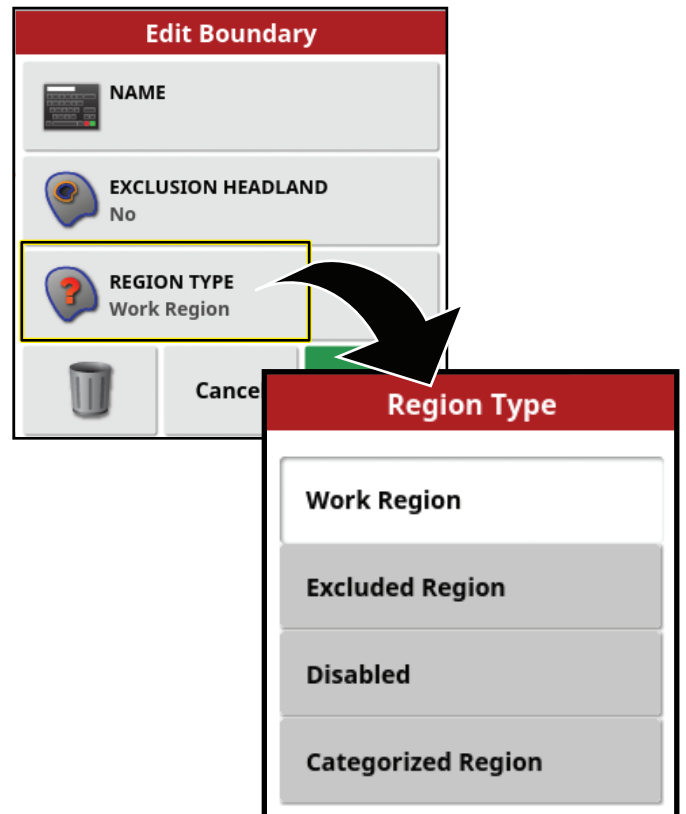 Edit Boundary
NAME
EXCLUSION HEADLAND
No
REGION TYPE
Work Region
?
Cance
Region Type
Work Region
Excluded Region
Disabled
Categorized Region